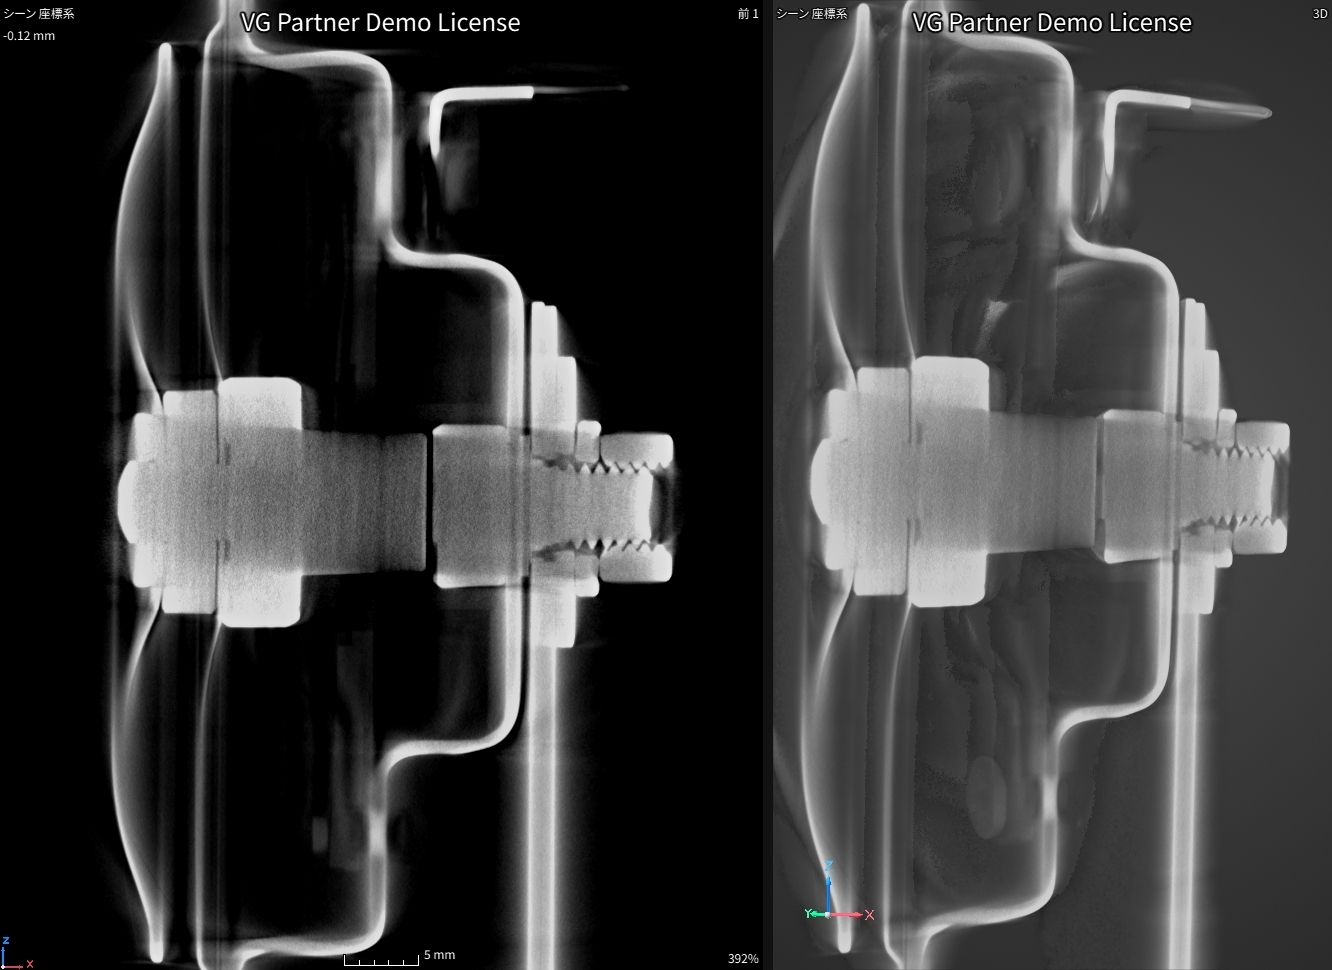 シーン 座標系
-0.12 mm
VG Partner Demo License
前 1
5 mm
392%
Z
X
シーン 座標系
VG Partner Demo License
3D
Z
Y
X